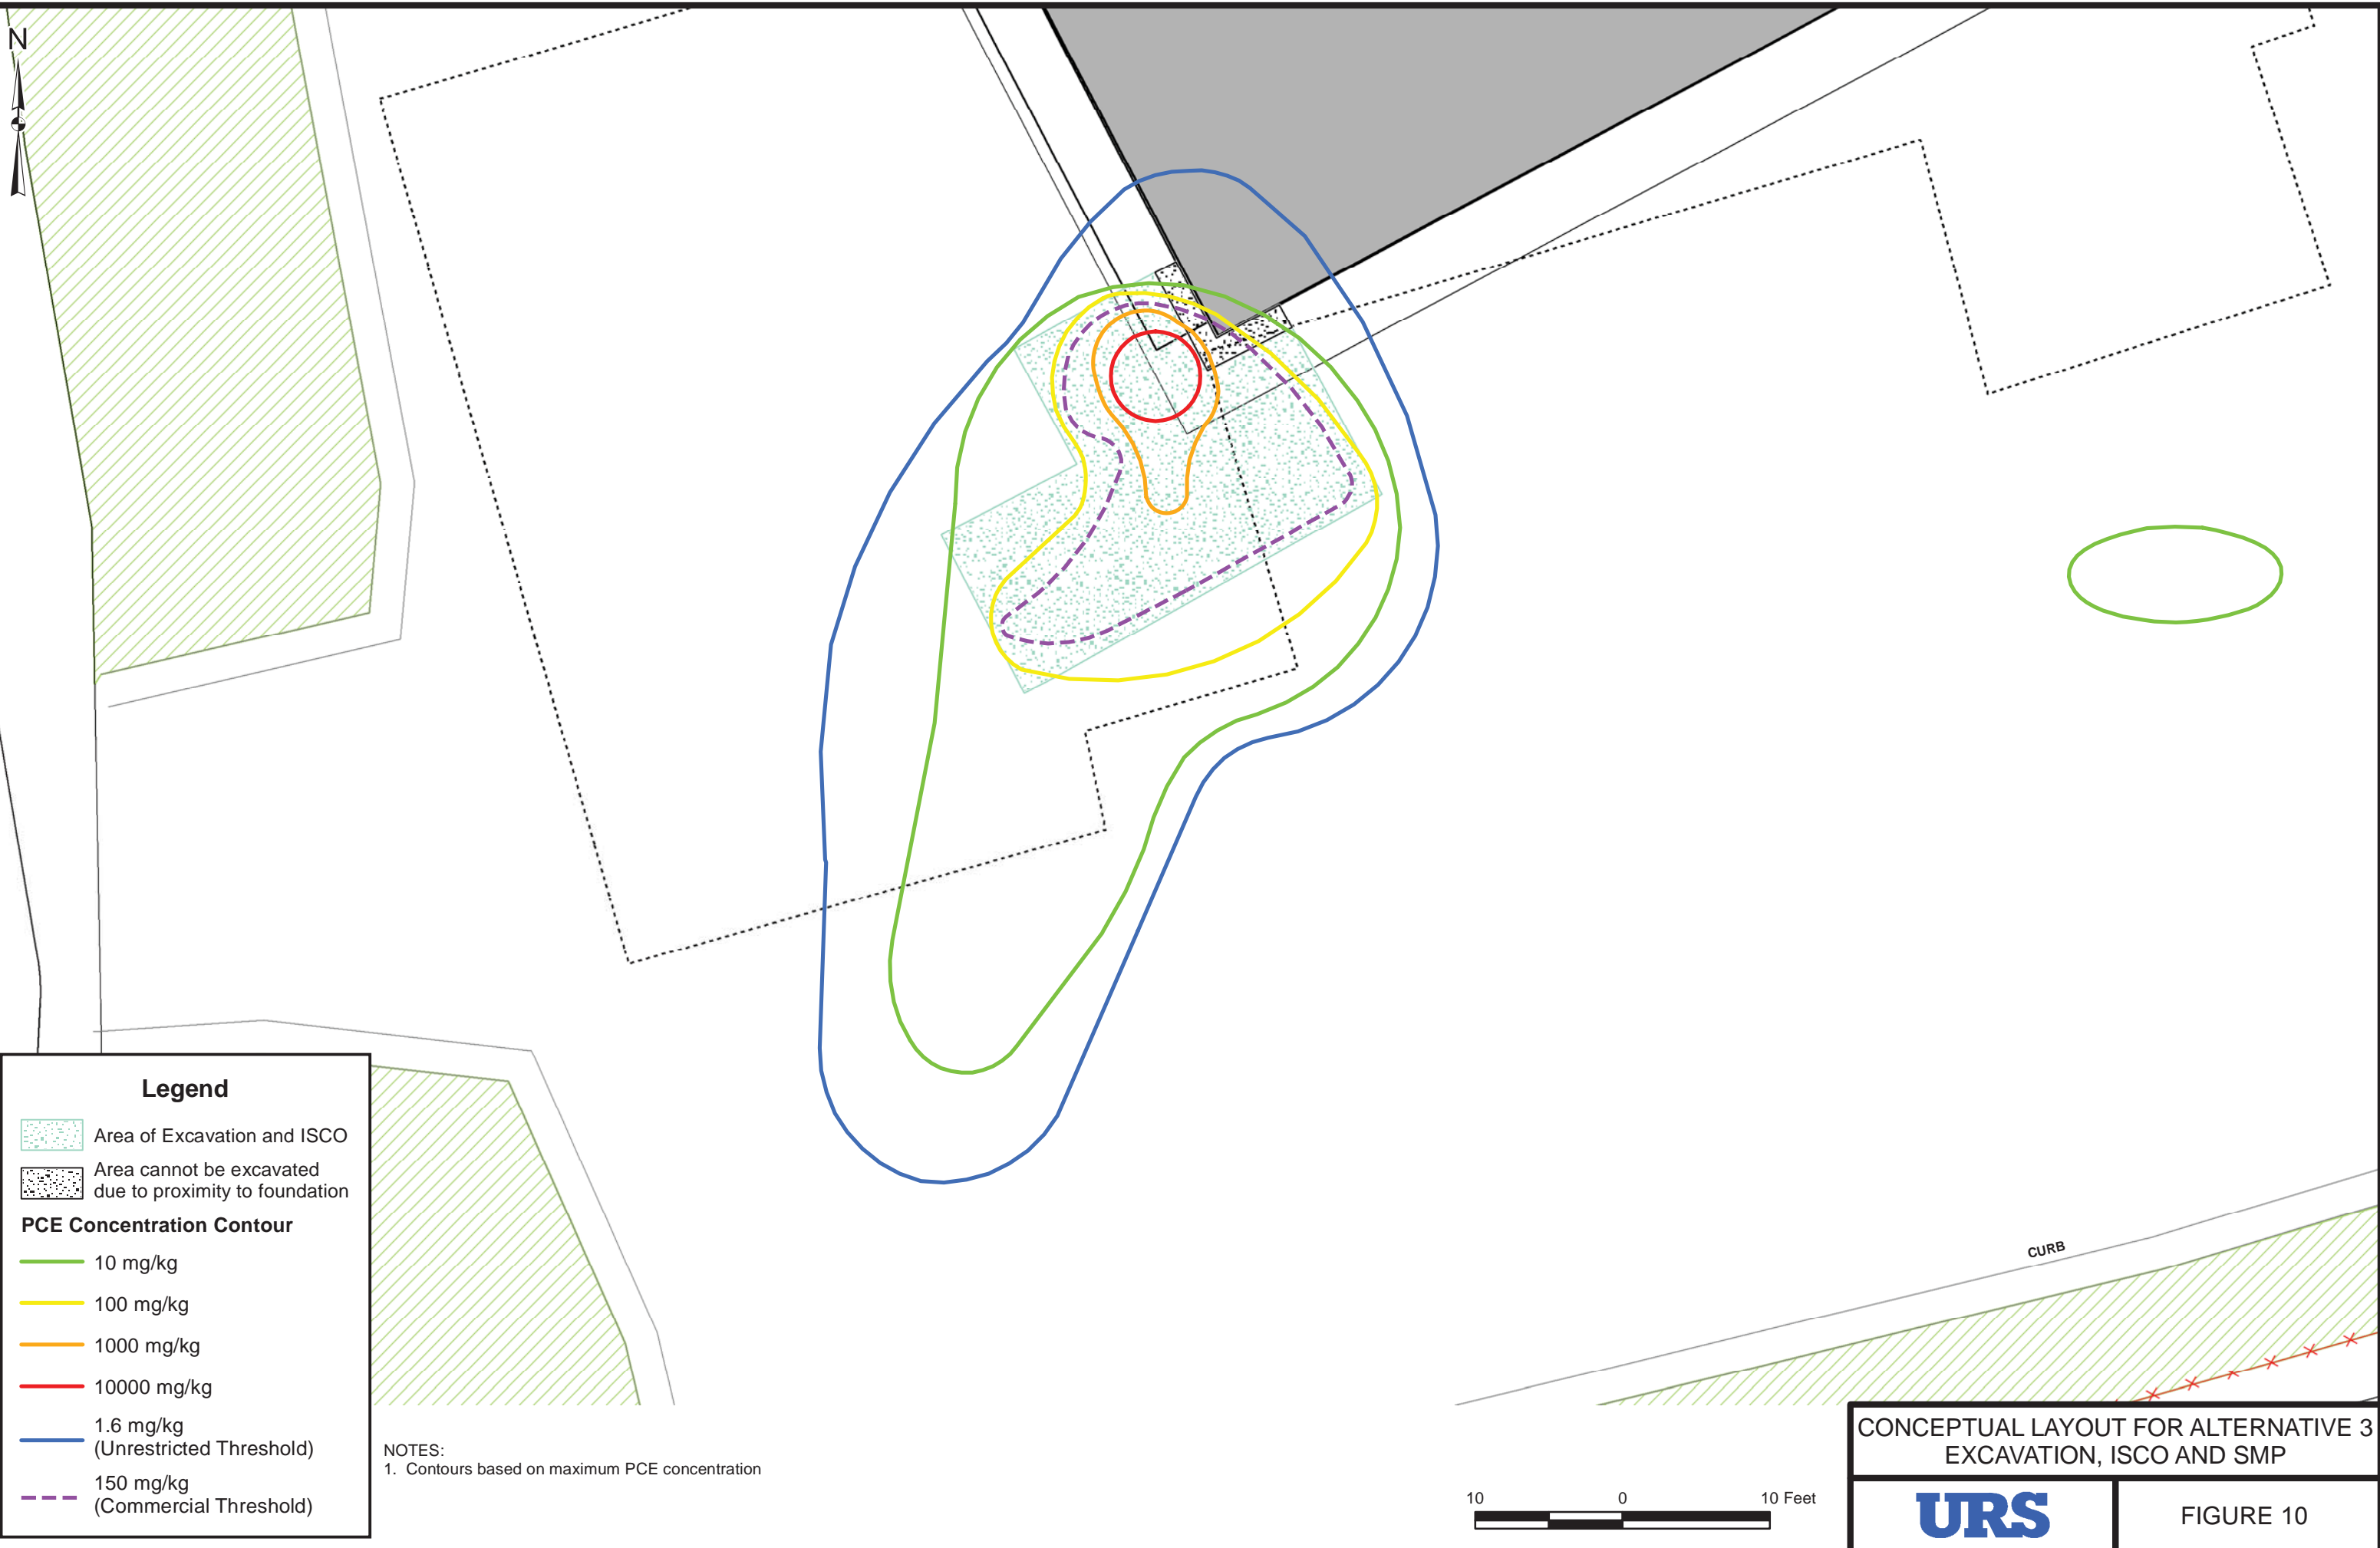 N
CURB
Legend
Area of Excavation and ISCO
Area cannot be excavated
due to proximity to foundation
PCE Concentration Contour
10 mg/kg
100 mg/kg
1000 mg/kg
10000 mg/kg
1.6 mg/kg
(Unrestricted Threshold)
150 mg/kg
(Commercial Threshold)
NOTES:
1. Contours based on maximum PCE concentration
10 0 10 Feet
CONCEPTUAL LAYOUT FOR ALTERNATIVE 3
EXCAVATION, ISCO AND SMP
URS
FIGURE 10